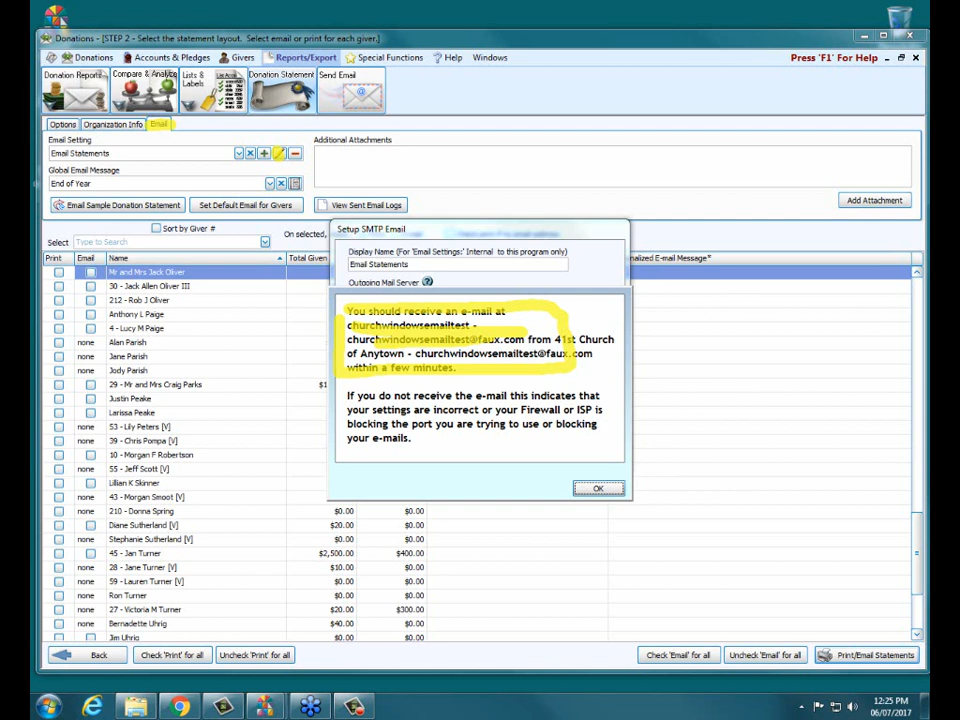 Donations - [STEP 2 - Select the statement layout. Select email or print for each giver.]
Donations Accounts & Pledges Givers Reports/Export Special Functions Help Windows Press 'F1' For Help
Donation Reports Compare & Analyze Lists & Labels Donation Statement Send Email
Options Organization Info Email
Email Setting Additional Attachments
Email Statements
Global Email Message
End of Year
Email Sample Donation Statement Set Default Email for Givers View Sent Email Logs Add Attachment
Sort by Giver # On selected,
Select Type to Search
Print Email Name Total Given nalized E-mail Message*
Setup SMTP Email
Display Name (For 'Email Settings:' Internal to this program only)
Email Statements
Outgoing Mail Server
You should receive an e-mail at
churchwindowsemailtest -
churchwindowsemailtest@faux.com from 41st Church
of Anytown - churchwindowsemailtest@faux.com
within a few minutes.
If you do not receive the e-mail this indicates that
your settings are incorrect or your Firewall or ISP is
blocking the port you are trying to use or blocking
your e-mails.
OK
Mr and Mrs Jack Oliver
30 - Jack Allen Oliver III
212 - Rob J Oliver
Anthony L Paige
4 - Lucy M Paige
Alan Parish
Jane Parish
Jody Parish
29 - Mr and Mrs Craig Parks $1
Justin Peake
Larissa Peake
none 53 - Lily Peters [V]
none 39 - Chris Pompa [V]
10 - Morgan F Robertson
none 55 - Jeff Scott [V]
Lillian K Skinner
none 43 - Morgan Smoot [V]
none 210 - Donna Spring $0.00 $0.00
Diane Sutherland [V] $20.00 $0.00
none Stephanie Sutherland [V] $0.00 $0.00
45 - Jan Turner $2,500.00 $400.00
none 28 - Jane Turner [V] $10.00 $0.00
none 59 - Lauren Turner [V] $0.00 $0.00
none Ron Turner $0.00 $0.00
none 27 - Victoria M Turner $20.00 $300.00
none Bernadette Uhrig $40.00 $0.00
Jim Uhrig $0.00 $0.00
Back Check 'Print' for all Uncheck 'Print' for all Check 'Email' for all Uncheck 'Email' for all Print/Email Statements
12:25 PM
06/07/2017